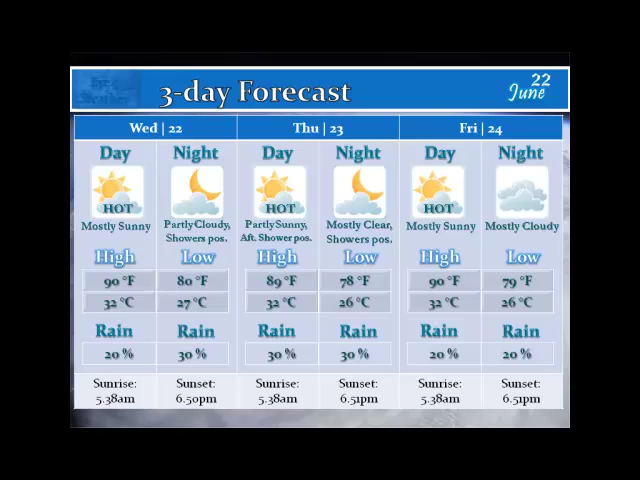 Eye on
Weather
3-day Forecast
22
June
Wed | 22
Thu | 23
Fri | 24
Day
Night
Day
Night
Day
Night
HOT
HOT
HOT
Mostly Sunny
Partly Cloudy,
Showers pos.
Partly Sunny,
Aft. Shower pos.
Mostly Clear,
Showers pos.
Mostly Sunny
Mostly Cloudy
High
Low
High
Low
High
Low
90 °F
80 °F
89 °F
78 °F
90 °F
79 °F
32 °C
27 °C
32 °C
26 °C
32 °C
26 °C
Rain
Rain
Rain
Rain
Rain
Rain
20 %
30 %
30 %
30 %
20 %
20 %
Sunrise:
5.38am
Sunset:
6.50pm
Sunrise:
5.38am
Sunset:
6.51pm
Sunrise:
5.38am
Sunset:
6.51pm